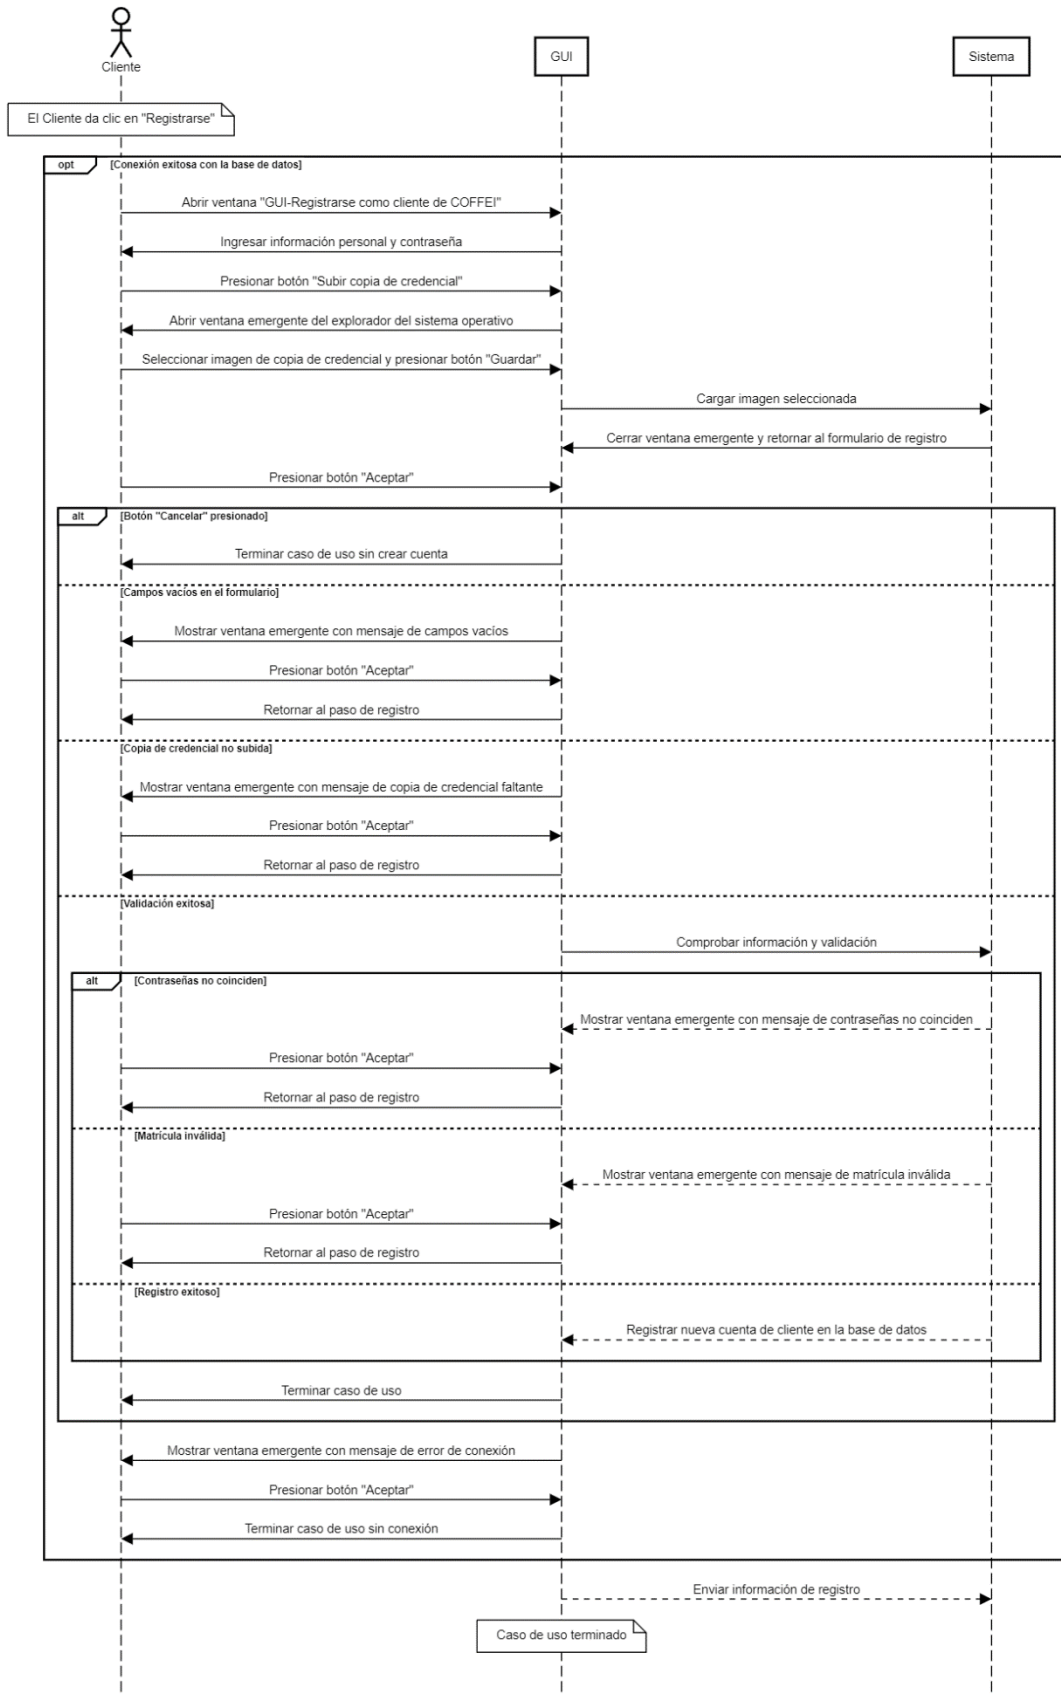 Cliente
GUI
Sistema
El Cliente da clic en "Registrarse"
opt
[Conexión exitosa con la base de datos]
Abrir ventana "GUI-Registrarse como cliente de COFFEI"
Ingresar información personal y contraseña
Presionar botón "Subir copia de credencial"
Abrir ventana emergente del explorador del sistema operativo
Seleccionar imagen de copia de credencial y presionar botón "Guardar"
Cargar imagen seleccionada
Cerrar ventana emergente y retornar al formulario de registro
Presionar botón "Aceptar"
alt
[Botón "Cancelar" presionado]
Terminar caso de uso sin crear cuenta
[Campos vacíos en el formulario]
Mostrar ventana emergente con mensaje de campos vacíos
Presionar botón "Aceptar"
Retornar al paso de registro
[Copia de credencial no subida]
Mostrar ventana emergente con mensaje de copia de credencial faltante
Presionar botón "Aceptar"
Retornar al paso de registro
[Validación exitosa]
Comprobar información y validación
alt
[Contraseñas no coinciden]
Mostrar ventana emergente con mensaje de contraseñas no coinciden
Presionar botón "Aceptar"
Retornar al paso de registro
[Matrícula inválida]
Mostrar ventana emergente con mensaje de matrícula inválida
Presionar botón "Aceptar"
Retornar al paso de registro
[Registro exitoso]
Registrar nueva cuenta de cliente en la base de datos
Terminar caso de uso
Mostrar ventana emergente con mensaje de error de conexión
Presionar botón "Aceptar"
Terminar caso de uso sin conexión
Enviar información de registro
Caso de uso terminado